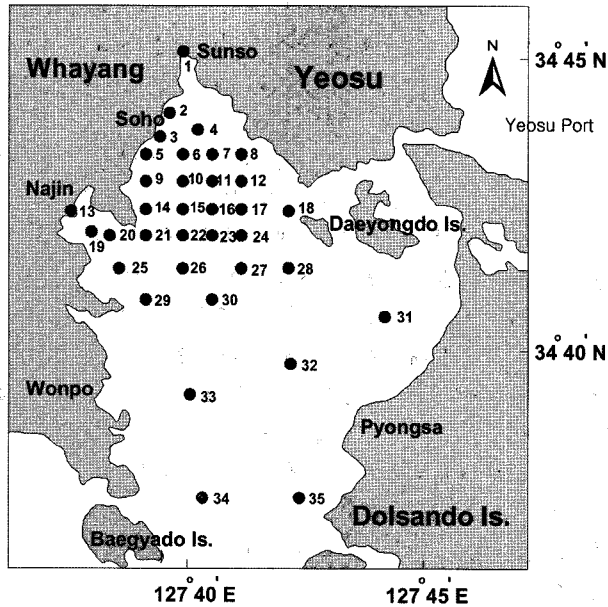 Sunso
1
N
34° 45' N
Whayang
Yeosu
2
Soho
4
Yeosu Port
3
5
6
7
8
Najin
9
10
11
12
13
14
15
16
17
18
Daeyongdo Is.
19
20
21
22
23
24
25
26
27
28
29
30
31
34° 40' N
32
Wonpo
33
Pyongsa
34
35
Dolsando Is.
Baegyado Is.
127° 40' E
127° 45' E